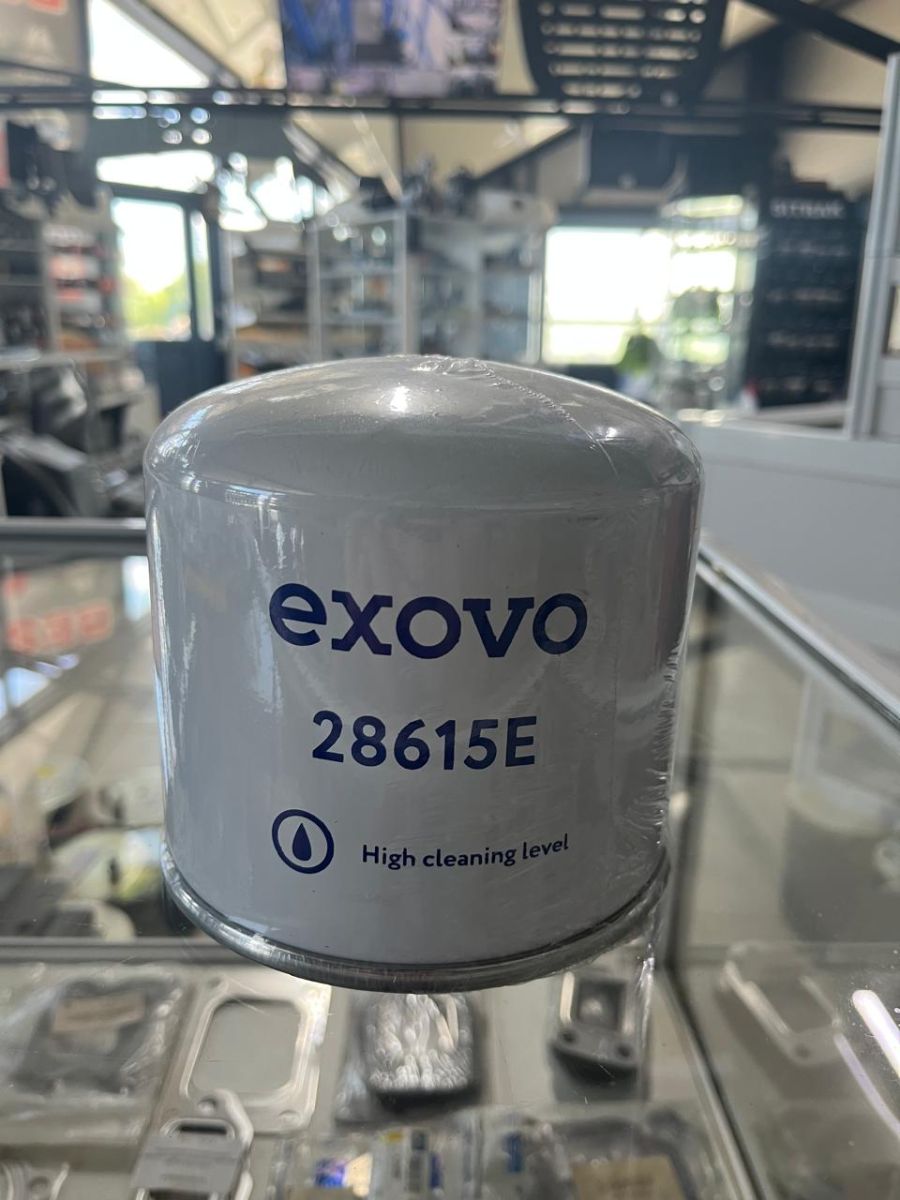 exovo
28615E
High cleaning level